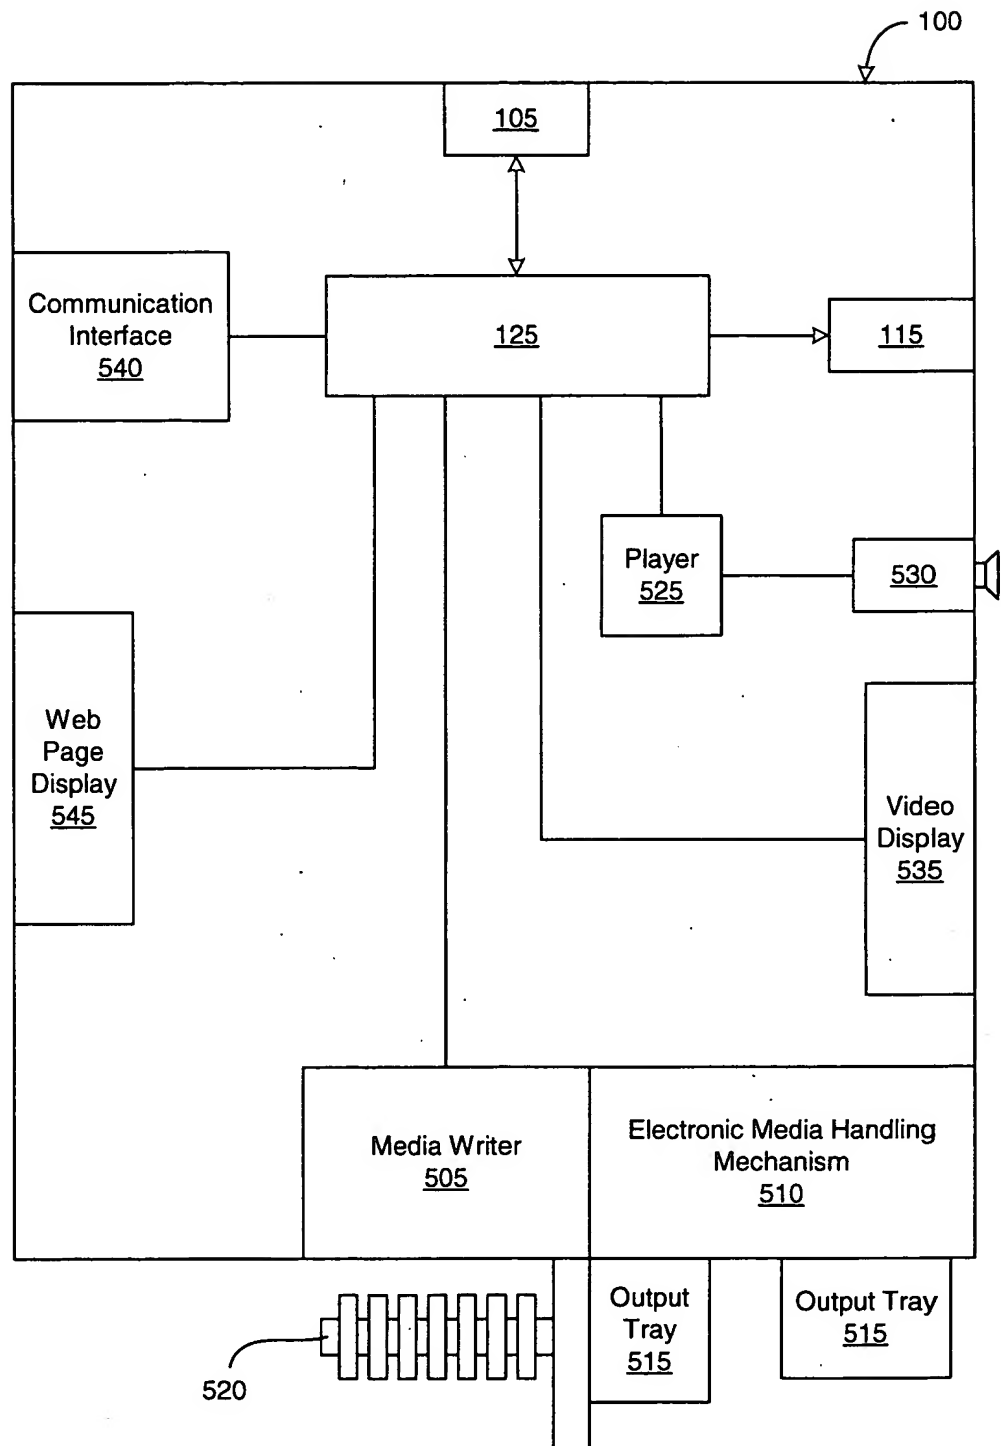 100
105
Communication
Interface
540
125
115
Player
525
530
Web
Page
Display
545
Video
Display
535
Media Writer
505
Electronic Media Handling
Mechanism
510
Output
Tray
515
Output Tray
515
520